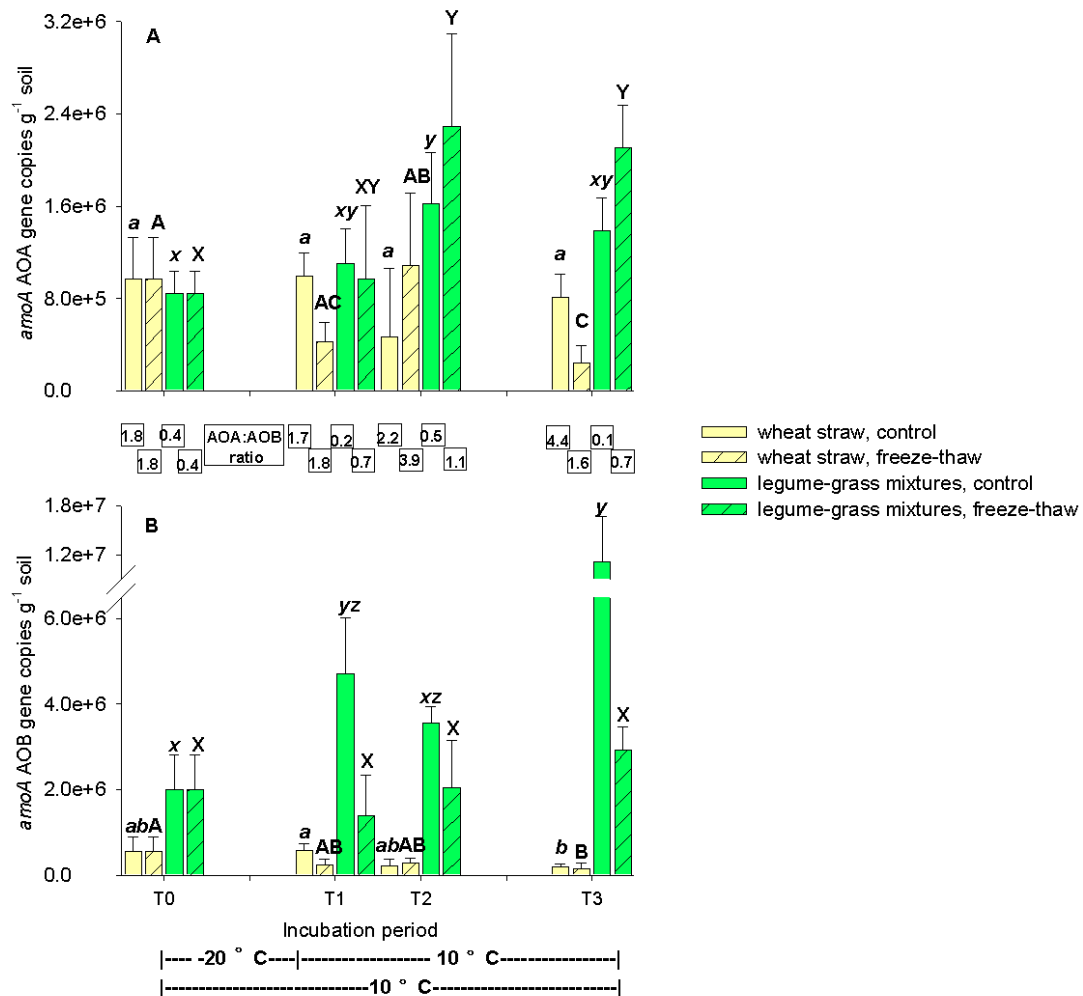 3.2e+6
A
Y
2.4e+6
Y
y
AB
XY
1.6e+6
xy
xy
a A
x X
a
a
a
AC
8.0e+5
C
0.0
amoA AOA gene copies g⁻¹ soil
1.8 0.4 AOA:AOB 1.7 0.2 2.2 0.5 4.4 0.1
1.8 0.4 ratio 1.8 0.7 3.9 1.1 1.6 0.7
wheat straw, control
wheat straw, freeze-thaw
legume-grass mixtures, control
legume-grass mixtures, freeze-thaw
1.8e+7
B
y
1.2e+7
6.0e+6
yz
4.0e+6
xz
x X
X
X
X
2.0e+6
abA
a AB
abAB
b B
0.0
amoA AOB gene copies g⁻¹ soil
T0 T1 T2 T3
Incubation period
|---- -20 ° C----|------------------ 10 ° C----------------|
|-----------------------------10 ° C-----------------------------------|